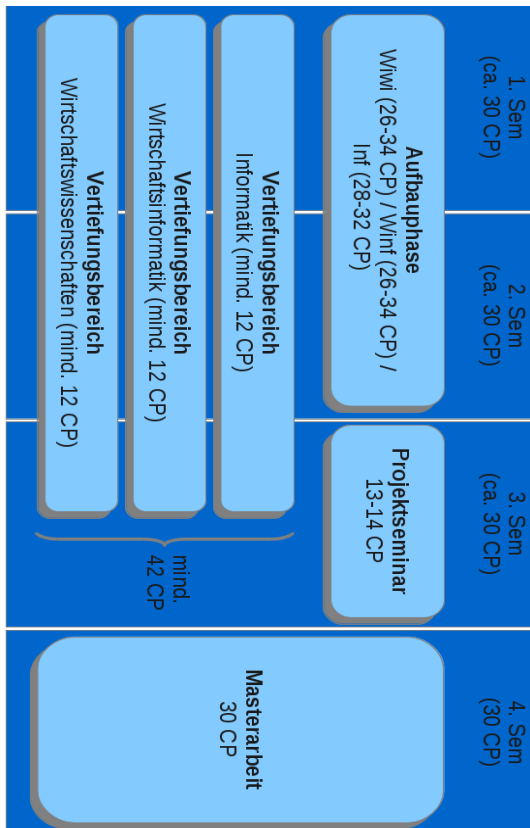 1. Sem
(ca. 30 CP)
2. Sem
(ca. 30 CP)
3. Sem
(ca. 30 CP)
4. Sem
(30 CP)
Aufbauphase
Wiwi (26-34 CP) / Winf (26-34 CP) /
Inf (28-32 CP)
Projektseminar
13-14 CP
Vertiefungsbereich
Informatik (mind. 12 CP)
Vertiefungsbereich
Wirtschaftsinformatik (mind. 12 CP)
Vertiefungsbereich
Wirtschaftswissenschaften (mind. 12 CP)
mind.
42 CP
Masterarbeit
30 CP